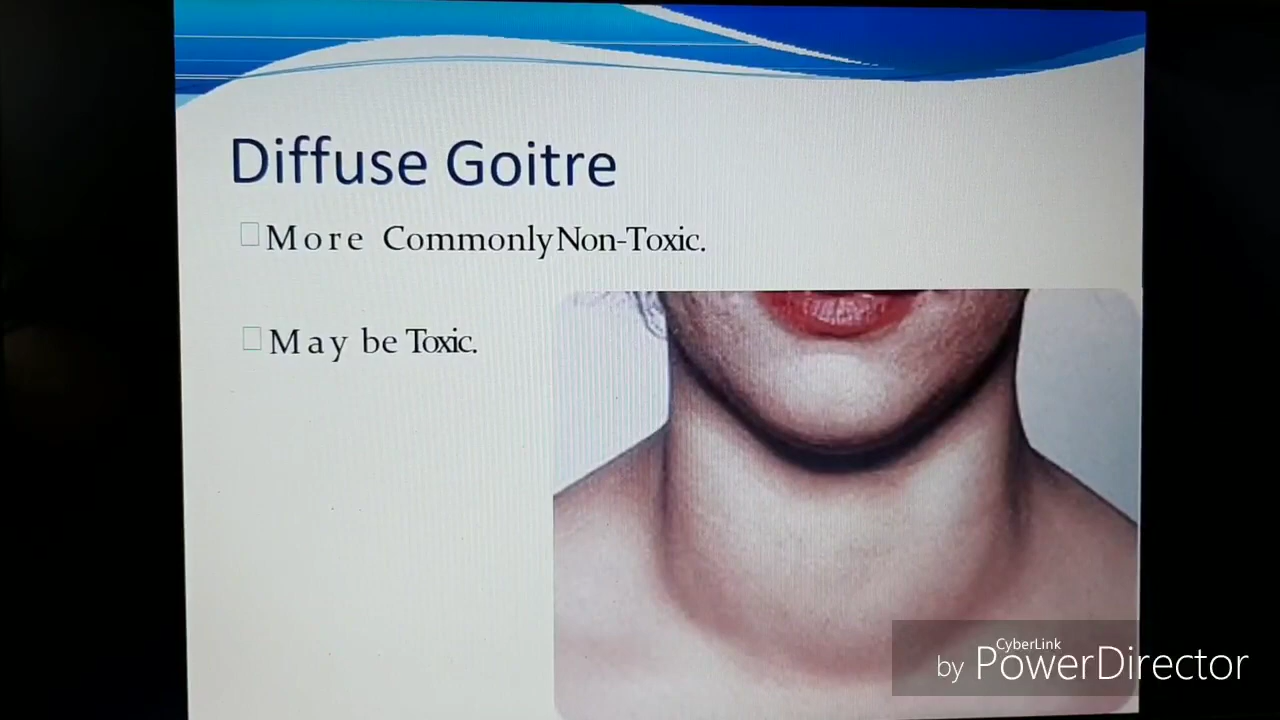 Diffuse Goitre
More Commonly Non-Toxic.
May be Toxic.
CyberLink
by PowerDirector